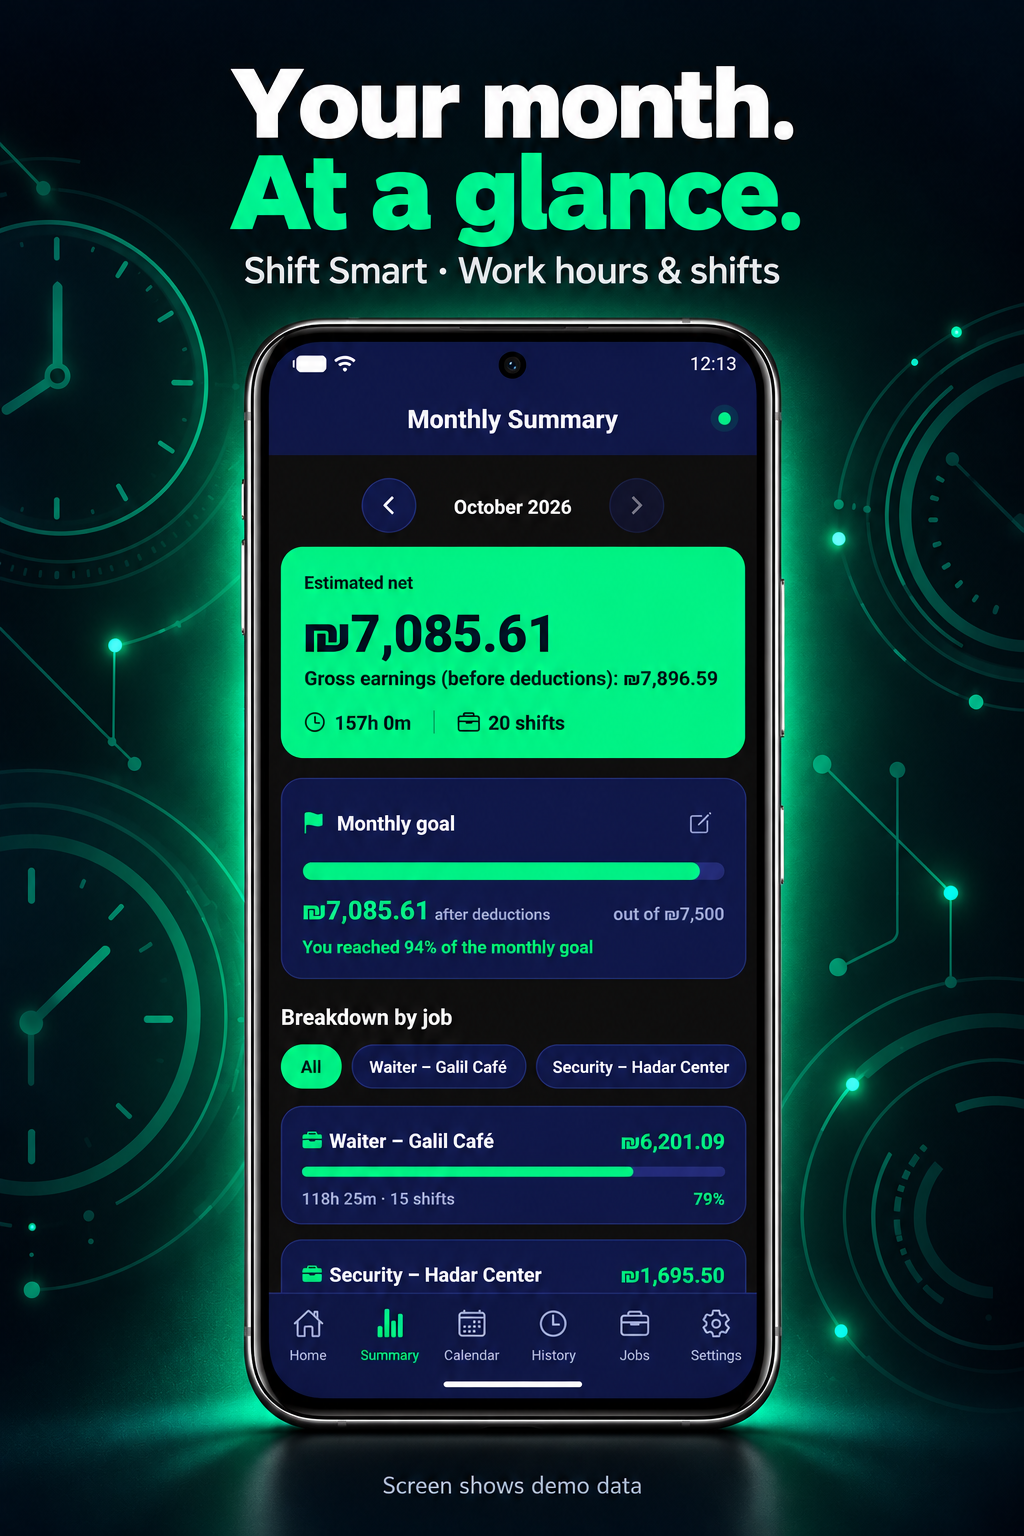 Your month.
At a glance.
Shift Smart · Work hours & shifts
12:13
Monthly Summary
October 2026
Estimated net
₪7,085.61
Gross earnings (before deductions): ₪7,896.59
157h 0m
20 shifts
Monthly goal
₪7,085.61 after deductions
out of ₪7,500
You reached 94% of the monthly goal
Breakdown by job
All
Waiter – Galil Café
Security – Hadar Center
Waiter – Galil Café
₪6,201.09
118h 25m · 15 shifts
79%
Security – Hadar Center
₪1,695.50
Home
Summary
Calendar
History
Jobs
Settings
Screen shows demo data